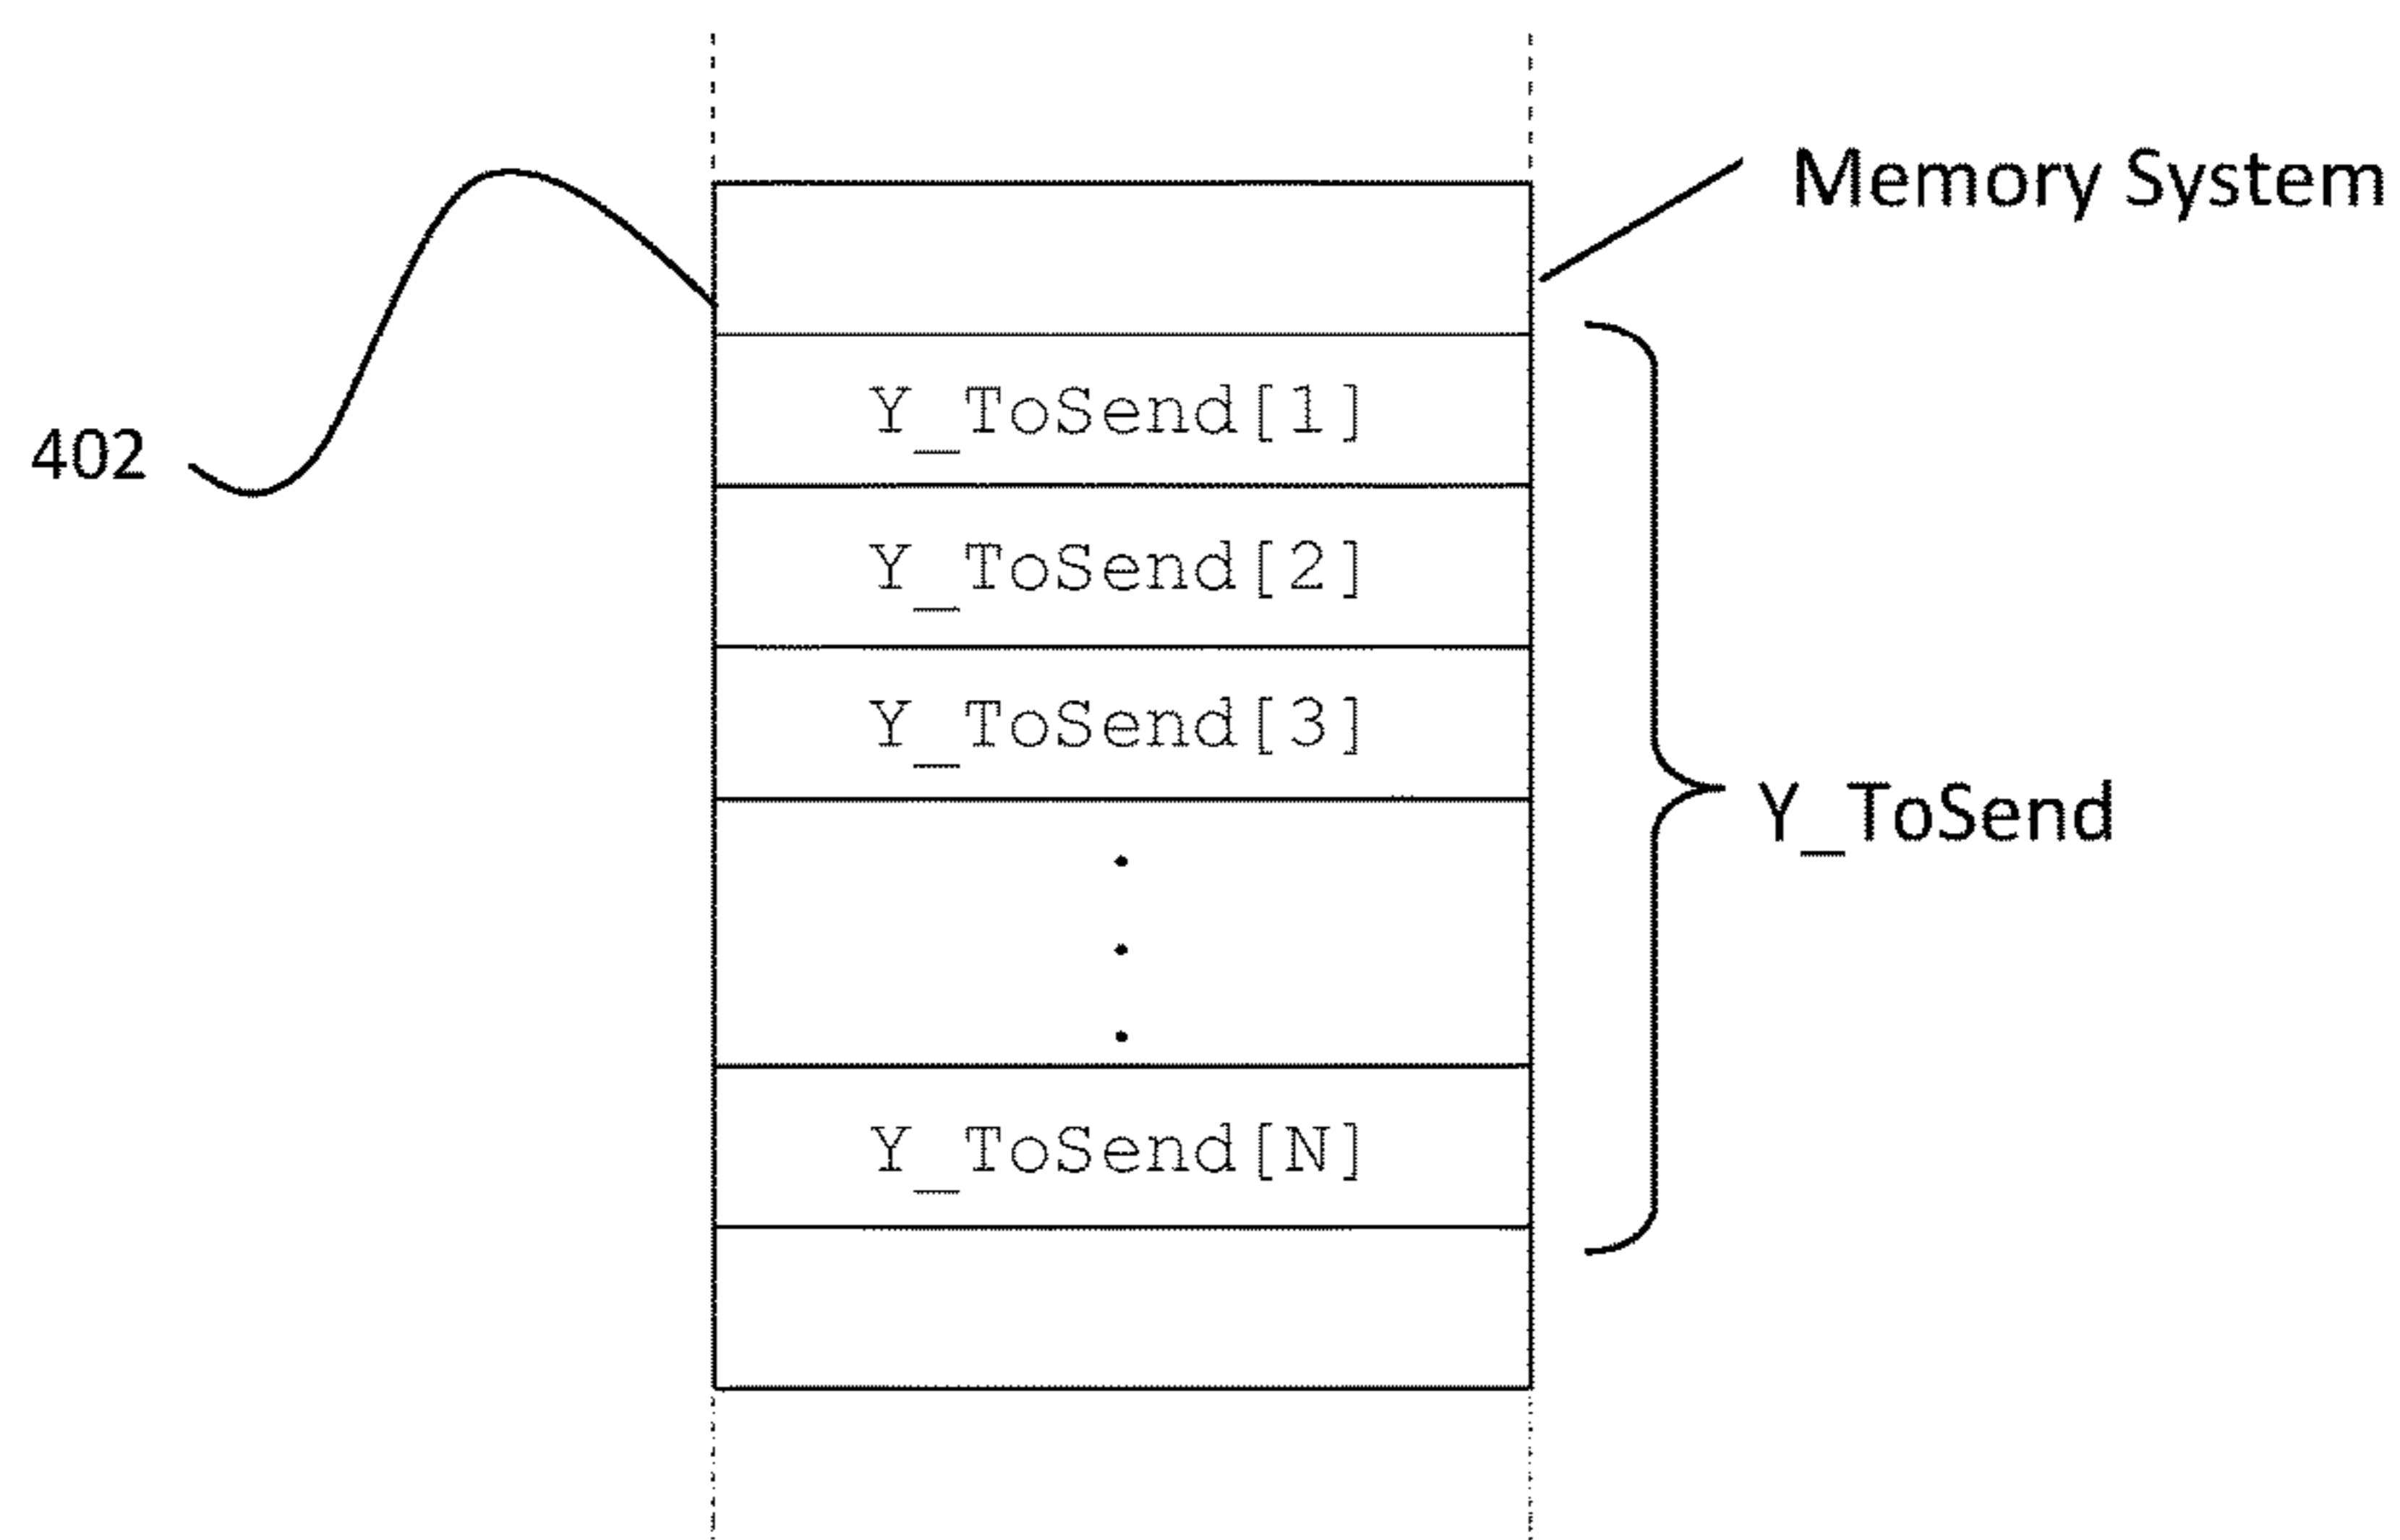 Memory System
402
Y_ToSend[1]
Y_ToSend[2]
Y_ToSend[3]
Y_ToSend
Y_ToSend[N]